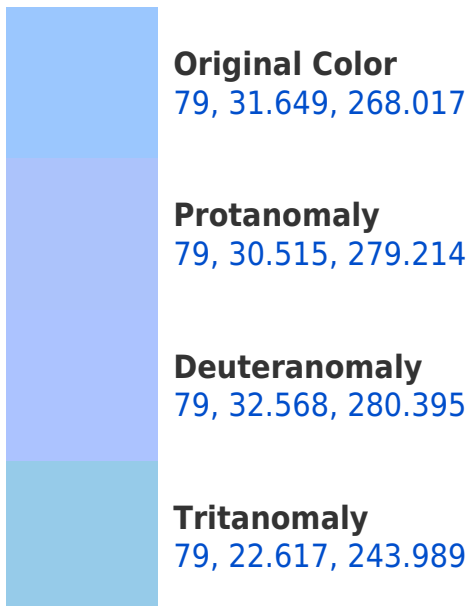 Original Color
79, 31.649, 268.017
Protanomaly
79, 30.515, 279.214
Deuteranomaly
79, 32.568, 280.395
Tritanomaly
79, 22.617, 243.989